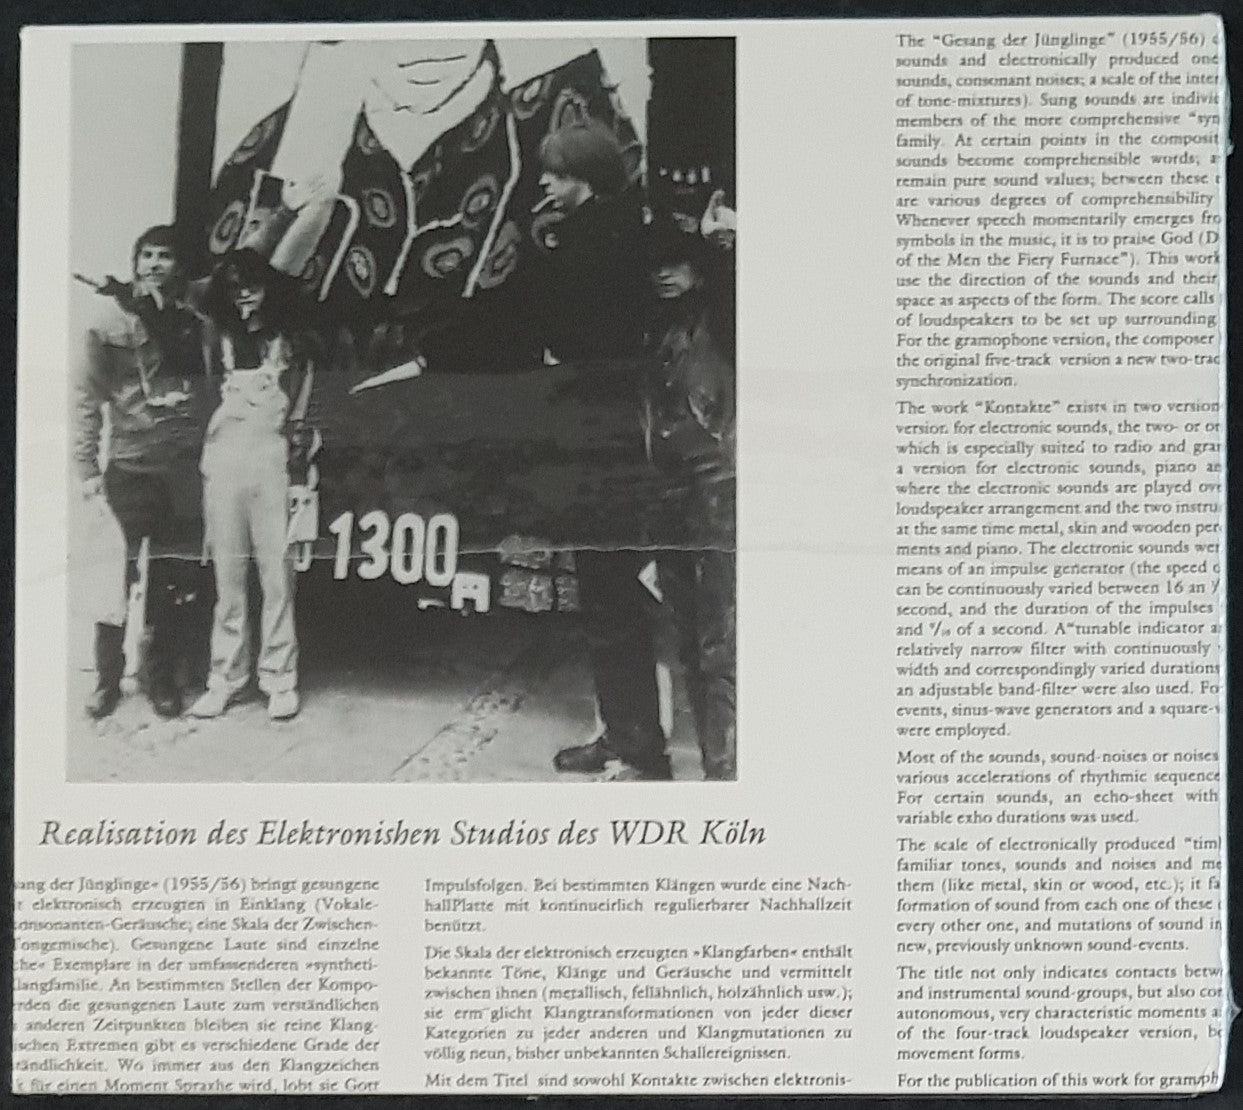 1300
Realisation des Elektronishen Studios des WDR Köln
ang der Jünglinge« (1955/56) bringt gesungene
elektronisch erzeugten in Einklang (Vokale-
onsonanten-Geräusche; eine Skala der Zwischen-
Tongemische). Gesungene Laute sind einzelne
che« Exemplare in der umfassenderen »syntheti-
langfamilie. An bestimmten Stellen der Kompo-
rden die gesungenen Laute zum verständlichen
anderen Zeitpunkten bleiben sie reine Klang-
ischen Extremen gibt es verschiedene Grade der
tändlichkeit. Wo immer aus den Klangzeichen
für einen Moment Spraxhe wird, lobt sie Gott
Impulsfolgen. Bei bestimmten Klängen wurde eine Nach-
hallPlatte mit kontinueirlich regulierbarer Nachhallzeit
benützt.
Die Skala der elektronisch erzeugten »Klangfarben« enthält
bekannte Töne, Klänge und Geräusche und vermittelt
zwischen ihnen (metallisch, fellähnlich, holzähnlich usw.);
sie erm glicht Klangtransformationen von jeder dieser
Kategorien zu jeder anderen und Klangmutationen zu
völlig neun, bisher unbekannten Schallereignissen.
Mit dem Titel sind sowohl Kontakte zwischen elektronis-
The "Gesang der Jünglinge" (1955/56)
sounds and electronically produced one
sounds, consonant noises; a scale of the inter
of tone-mixtures). Sung sounds are indivi
members of the more comprehensive "syn
family. At certain points in the composit
sounds become comprehensible words; a
remain pure sound values; between these
are various degrees of comprehensibility
Whenever speech momentarily emerges fro
symbols in the music, it is to praise God (D
of the Men the Fiery Furnace"). This work
use the direction of the sounds and their
space as aspects of the form. The score calls
of loudspeakers to be set up surrounding
For the gramophone version, the composer
the original five-track version a new two-trac
synchronization.
The work "Kontakte" exists in two version
version for electronic sounds, the two- or or
which is especially suited to radio and gra
a version for electronic sounds, piano an
where the electronic sounds are played ove
loudspeaker arrangement and the two instru
at the same time metal, skin and wooden per
ments and piano. The electronic sounds wer
means of an impulse generator (the speed o
can be continuously varied between 16 an
second, and the duration of the impulses
and of a second. A"tunable indicator a
relatively narrow filter with continuously
width and correspondingly varied durations
an adjustable band-filter were also used. Fo
events, sinus-wave generators and a square-
were employed.
Most of the sounds, sound-noises or noises
various accelerations of rhythmic sequence
For certain sounds, an echo-sheet with
variable exho durations was used.
The scale of electronically produced "tim
familiar tones, sounds and noises and me
them (like metal, skin or wood, etc.); it fa
formation of sound from each one of these
every other one, and mutations of sound in
new, previously unknown sound-events.
The title not only indicates contacts betw
and instrumental sound-groups, but also con
autonomous, very characteristic moments a
of the four-track loudspeaker version, be
movement forms.
For the publication of this work for gramph